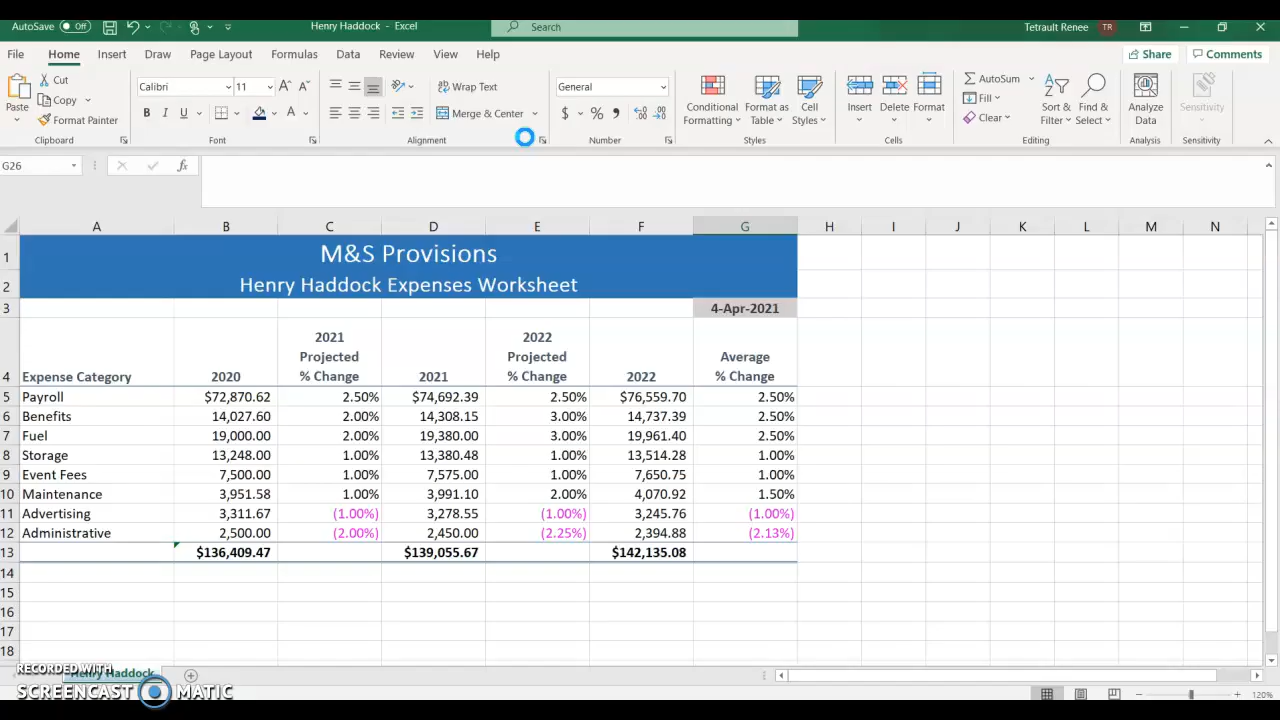 AutoSave Off Henry Haddock - Excel Search Tetrault Renee TR
File Home Insert Draw Page Layout Formulas Data Review View Help Share Comments
Paste Cut Copy Format Painter
Calibri 11
B I U A
Wrap Text
Merge & Center
General
$ % ,
Conditional Formatting Format as Table Cell Styles
Insert Delete Format
AutoSum Fill Clear
Sort & Filter Find & Select
Analyze Data
Sensitivity
Clipboard Font Alignment Number Styles Cells Editing Analysis Sensitivity
G26 fx
A B C D E F G H I J K L M N
1 M&S Provisions
2 Henry Haddock Expenses Worksheet
3 4-Apr-2021
2021 2022
Projected Projected Average
4 Expense Category 2020 % Change 2021 % Change 2022 % Change
5 Payroll $72,870.62 2.50% $74,692.39 2.50% $76,559.70 2.50%
6 Benefits 14,027.60 2.00% 14,308.15 3.00% 14,737.39 2.50%
7 Fuel 19,000.00 2.00% 19,380.00 3.00% 19,961.40 2.50%
8 Storage 13,248.00 1.00% 13,380.48 1.00% 13,514.28 1.00%
9 Event Fees 7,500.00 1.00% 7,575.00 1.00% 7,650.75 1.00%
10 Maintenance 3,951.58 1.00% 3,991.10 2.00% 4,070.92 1.50%
11 Advertising 3,311.67 (1.00%) 3,278.55 (1.00%) 3,245.76 (1.00%)
12 Administrative 2,500.00 (2.00%) 2,450.00 (2.25%) 2,394.88 (2.13%)
13 $136,409.47 $139,055.67 $142,135.08
14
15
16
17
18
Henry Haddock
RECORDED WITH
SCREENCAST MATIC
120%